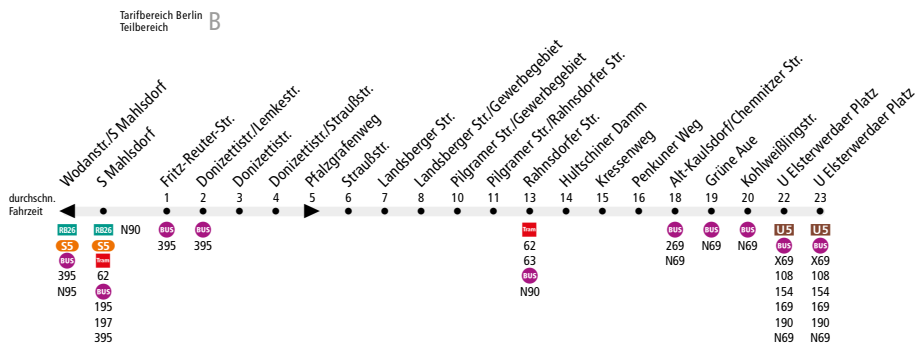 Tarifbereich Berlin
Teilbereich B
Wodanstr./S Mahlsdorf
S Mahlsdorf
Fritz-Reuter-Str.
Donizettistr./Lemkestr.
Donizettistr.
Donizettistr./Straußstr.
Pfalzgrafenweg
Straußstr.
Landsberger Str.
Landsberger Str./Gewerbegebiet
Pilgramer Str./Gewerbegebiet
Pilgramer Str./Rahnsdorfer Str.
Rahnsdorfer Str.
Hultschiner Damm
Kressenweg
Penkuner Weg
Alt-Kaulsdorf/Chemnitzer Str.
Grüne Aue
Kohlweißlingstr.
U Elsterwerdaer Platz
U Elsterwerdaer Platz
durchschn. 1 2 3 4 5 6 7 8 10 11 13 14 15 16 18 19 20 22 23
Fahrzeit
RB26 RB26 N90 BUS BUS Tram BUS BUS BUS U5 U5
S5 S5 395 395 62 269 N69 N69 BUS BUS
BUS Tram 63 N69 X69 X69
395 62 BUS 108 108
N95 BUS N90 154 154
195 169 169
197 190 190
395 N69 N69